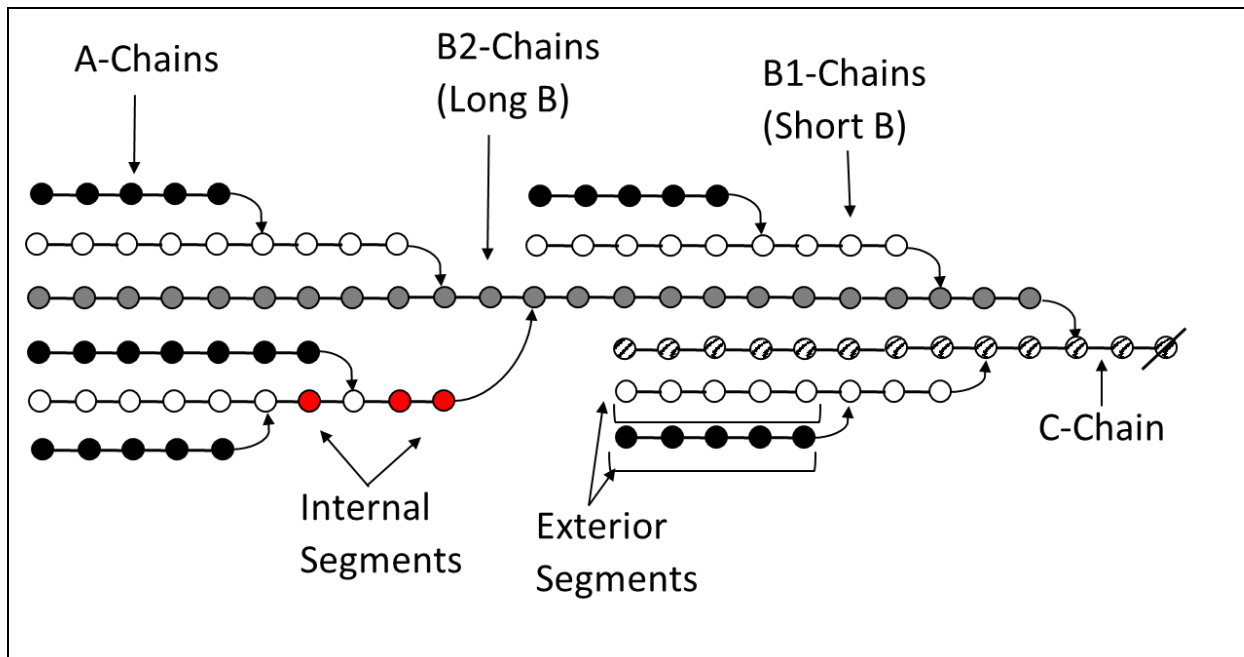 A-Chains
B2-Chains
(Long B)
B1-Chains
(Short B)
C-Chain
Internal
Segments
Exterior
Segments